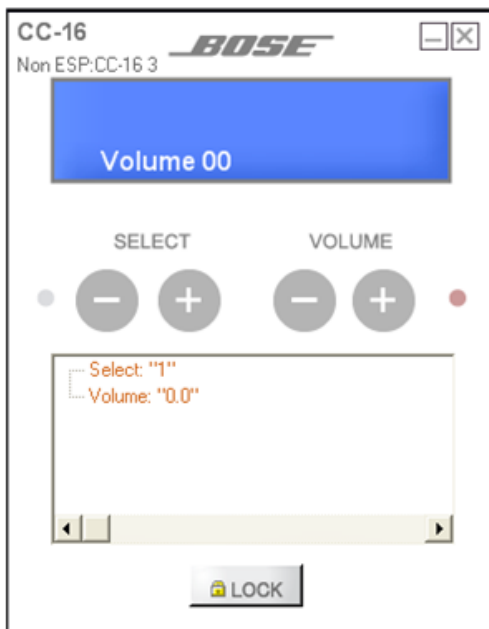 CC-16
BOSE
Non ESP:CC-16 3
Volume 00
SELECT
VOLUME
Select: "1"
Volume: "0.0"
LOCK